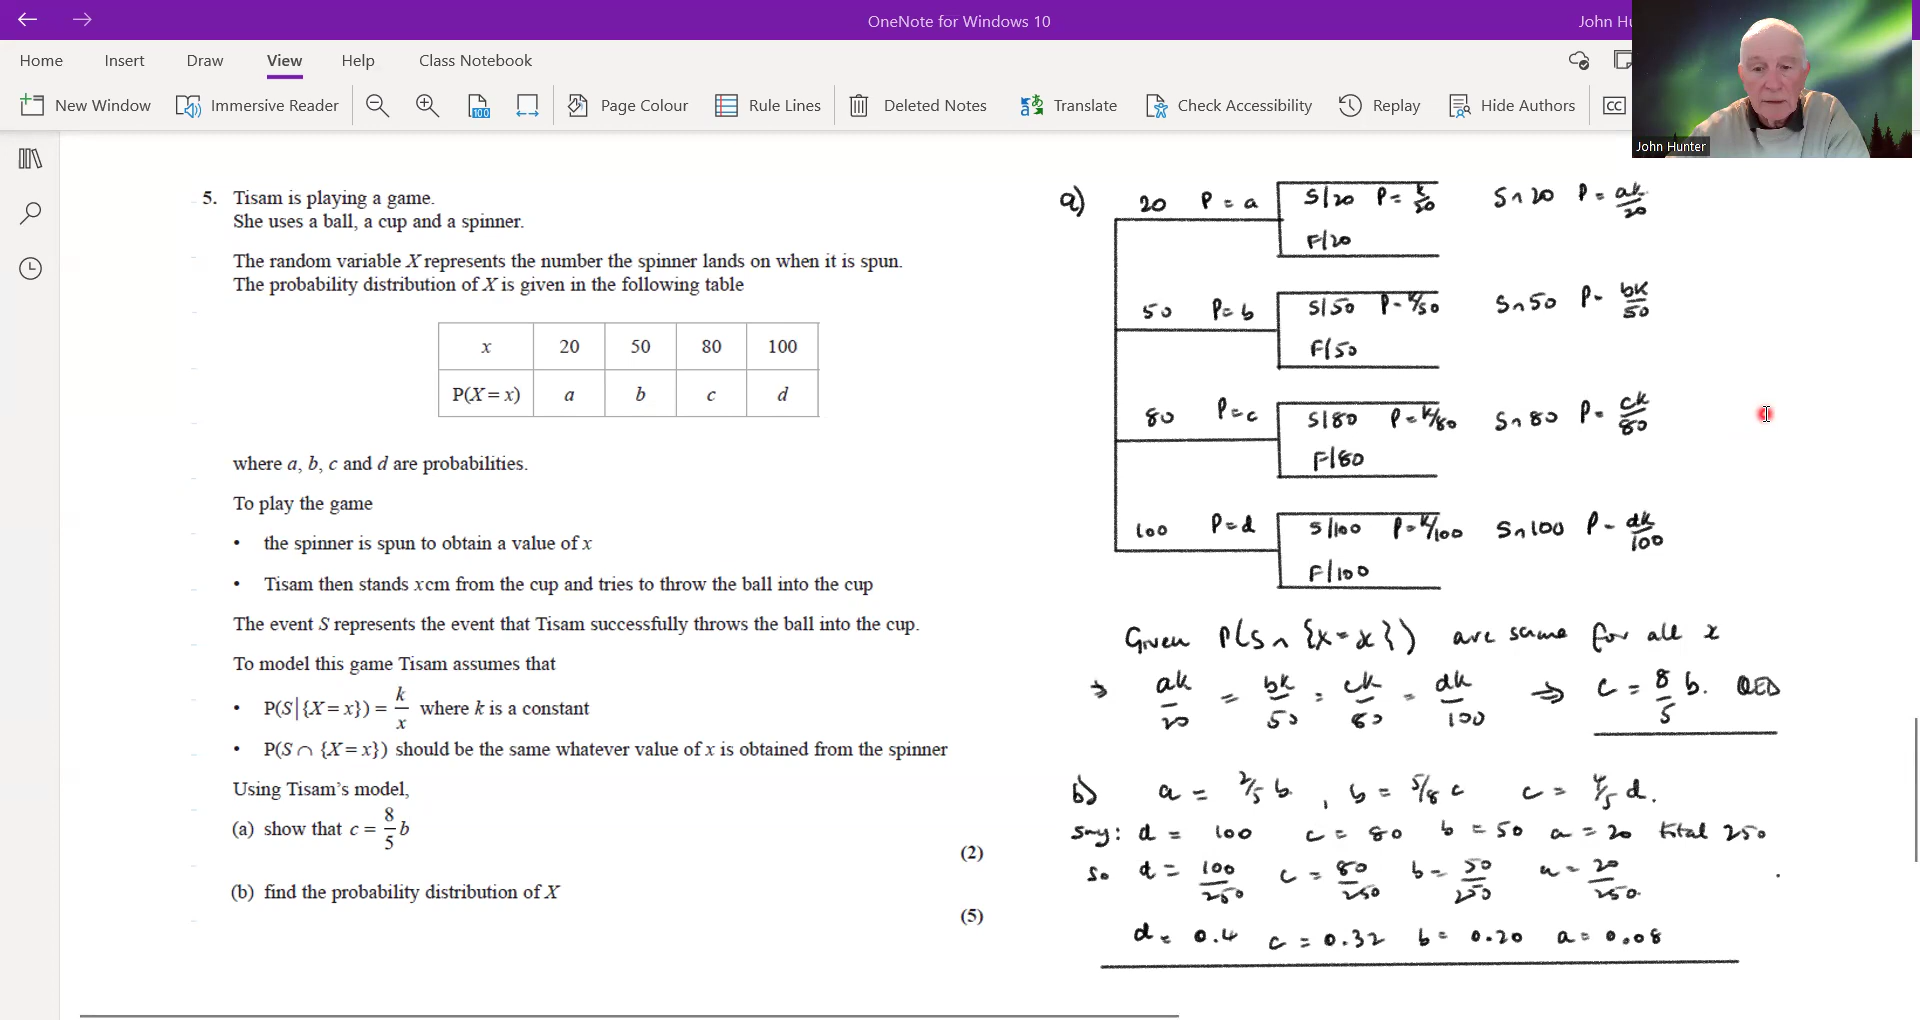 OneNote for Windows 10
John Hu
Home Insert Draw View Help Class Notebook
New Window Immersive Reader 100 Page Colour Rule Lines Deleted Notes Translate Check Accessibility Replay Hide Authors CC
John Hunter
5. Tisam is playing a game.
She uses a ball, a cup and a spinner.
The random variable X represents the number the spinner lands on when it is spun.
The probability distribution of X is given in the following table
x 20 50 80 100
P(X = x) a b c d
where a, b, c and d are probabilities.
To play the game
• the spinner is spun to obtain a value of x
• Tisam then stands x cm from the cup and tries to throw the ball into the cup
The event S represents the event that Tisam successfully throws the ball into the cup.
To model this game Tisam assumes that
• P(S | {X = x}) = k/x where k is a constant
• P(S ∩ {X = x}) should be the same whatever value of x is obtained from the spinner
Using Tisam's model,
(a) show that c = 8/5 b
(2)
(b) find the probability distribution of X
(5)
a) 20 P = a S/20 P = k/20 S∩20 P = ak/20
F/20
50 P = b S/50 P = k/50 S∩50 P = bk/50
F/50
80 P = c S/80 P = k/80 S∩80 P = ck/80
F/80
100 P = d S/100 P = k/100 S∩100 P = dk/100
F/100
Given P(S∩{X=x}) are same for all x
⇒ ak/20 = bk/50 = ck/80 = dk/100 ⇒ c = 8/5 b. QED
b) a = 2/5 b, b = 5/8 c c = 4/5 d.
say: d = 100 c = 80 b = 50 a = 20 total 250
so d = 100/250 c = 80/250 b = 50/250 a = 20/250.
d = 0.4 c = 0.32 b = 0.20 a = 0.08